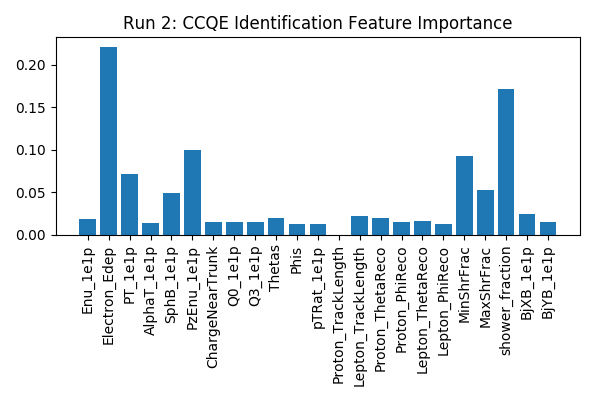 Run 2: CCQE Identification Feature Importance
0.20
0.15
0.10
0.05
0.00
Enu_1e1p
Electron_Edep
PT_1e1p
AlphaT_1e1p
SphB_1e1p
PzEnu_1e1p
ChargeNearTrunk
Q0_1e1p
Q3_1e1p
Thetas
Phis
pTRat_1e1p
Proton_TrackLength
Lepton_TrackLength
Proton_ThetaReco
Proton_PhiReco
Lepton_ThetaReco
Lepton_PhiReco
MinShrFrac
MaxShrFrac
shower_fraction
BjXB_1e1p
BjYB_1e1p